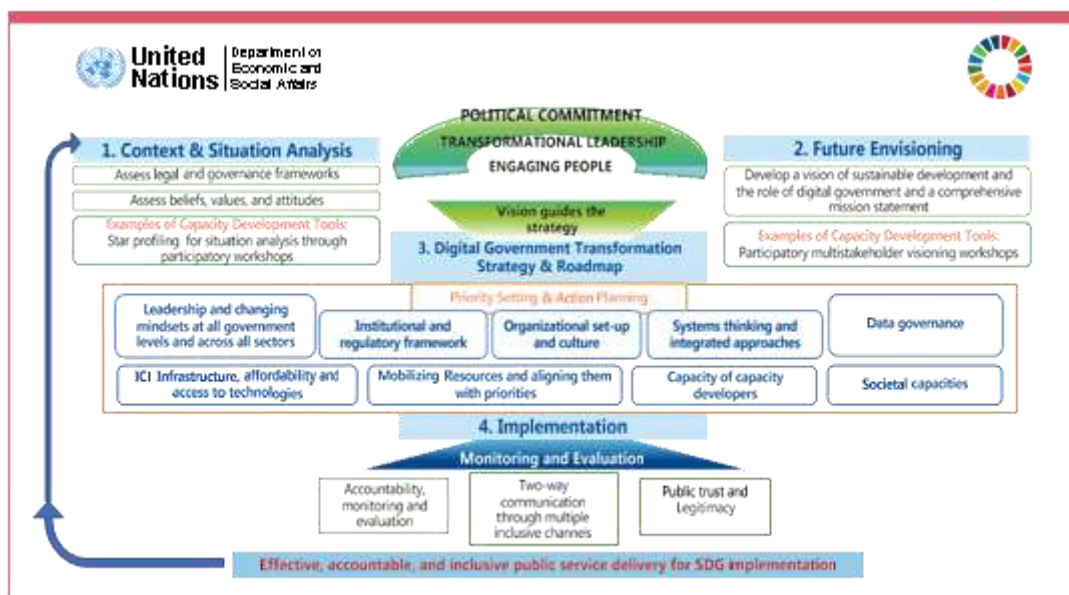 United Nations
Department of Economic and Social Affairs
POLITICAL COMMITMENT
TRANSFORMATIONAL LEADERSHIP
ENGAGING PEOPLE
1. Context & Situation Analysis
Assess legal and governance frameworks
Assess beliefs, values, and attitudes
Examples of Capacity Development Tools:
Star profiling for situation analysis through
participatory workshops
2. Future Envisioning
Develop a vision of sustainable development and
the role of digital government and a comprehensive
mission statement
Examples of Capacity Development Tools:
Participatory multistakeholder visioning workshops
Vision guides the
strategy
3. Digital Government Transformation
Strategy & Roadmap
Priority Setting & Action Planning
Leadership and changing
mindsets at all government
levels and across all sectors
Institutional and
regulatory framework
Organizational set-up
and culture
Systems thinking and
integrated approaches
Data governance
ICI Infrastructure, affordability and
access to technologies
Mobilizing Resources and aligning them
with priorities
Capacity of capacity
developers
Societal capacities
4. Implementation
Monitoring and Evaluation
Accountability,
monitoring and
evaluation
Two-way
communication
through multiple
inclusive channels
Public trust and
Legitimacy
Effective, accountable, and inclusive public service delivery for SDG implementation